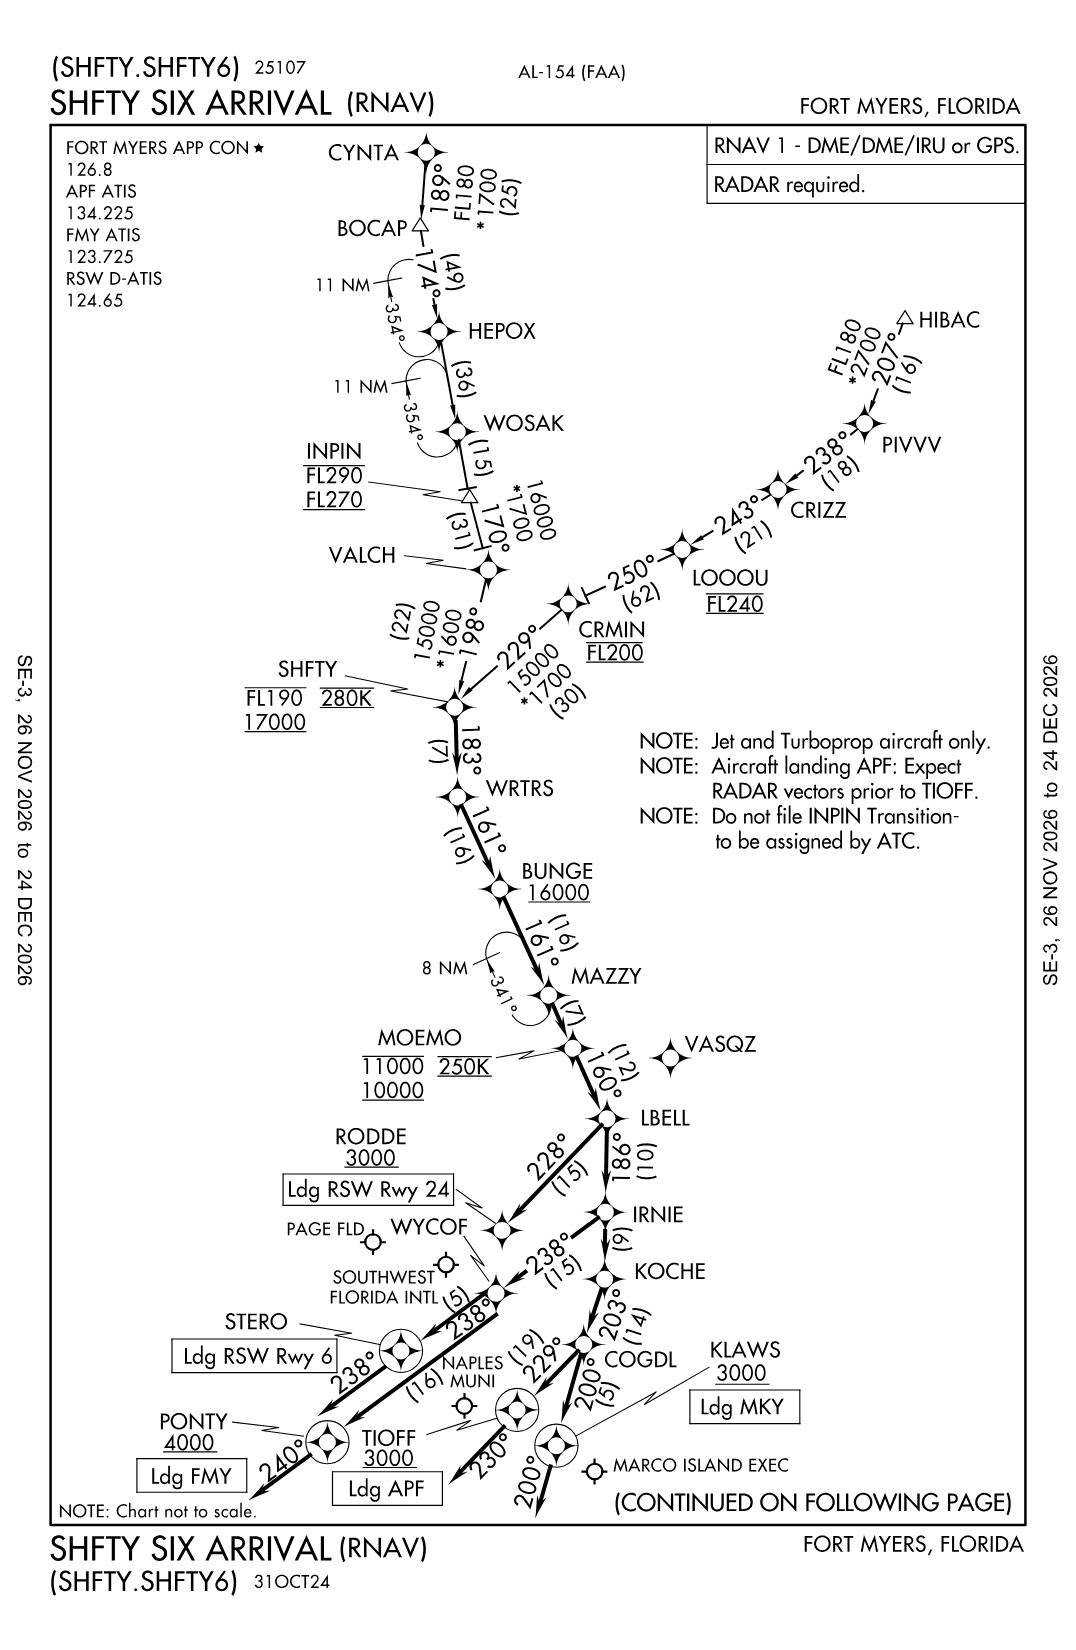 (SHFTY.SHFTY6) 25107
AL-154 (FAA)
SHFTY SIX ARRIVAL (RNAV)
FORT MYERS, FLORIDA
FORT MYERS APP CON ★
126.8
APF ATIS
134.225
FMY ATIS
123.725
RSW D-ATIS
124.65
RNAV 1 - DME/DME/IRU or GPS.
RADAR required.
CYNTA
189°
FL180
*1700
(25)
BOCAP
174°
(49)
11 NM
354°
HEPOX
(36)
11 NM
354°
WOSAK
(15)
INPIN
FL290
FL270
170°
(31)
16000
*1700
VALCH
198°
15000
*1600
(22)
HIBAC
FL180
*2700
207°
(16)
PIVVV
238°
(18)
CRIZZ
243°
(21)
LOOOU
FL240
250°
(62)
CRMIN
FL200
229°
15000
*1700
(30)
SHFTY
FL190 280K
17000
183°
(7)
WRTRS
161°
(16)
BUNGE
16000
161°
(16)
8 NM
341°
MAZZY
(7)
MOEMO
11000 250K
10000
160°
(12)
VASQZ
LBELL
NOTE: Jet and Turboprop aircraft only.
NOTE: Aircraft landing APF: Expect
RADAR vectors prior to TIOFF.
NOTE: Do not file INPIN Transition-
to be assigned by ATC.
228°
(15)
186°
(10)
RODDE
3000
Ldg RSW Rwy 24
IRNIE
PAGE FLD
WYCOF
238°
(15)
(9)
KOCHE
SOUTHWEST
FLORIDA INTL
(5)
238°
203°
(14)
STERO
Ldg RSW Rwy 6
238°
(16)
COGDL
NAPLES
MUNI
(19)
229°
200°
(5)
KLAWS
3000
Ldg MKY
PONTY
4000
Ldg FMY
240°
TIOFF
3000
Ldg APF
230°
200°
MARCO ISLAND EXEC
(CONTINUED ON FOLLOWING PAGE)
NOTE: Chart not to scale.
SHFTY SIX ARRIVAL (RNAV)
FORT MYERS, FLORIDA
(SHFTY.SHFTY6) 31OCT24
SE-3, 26 NOV 2026 to 24 DEC 2026
SE-3, 26 NOV 2026 to 24 DEC 2026